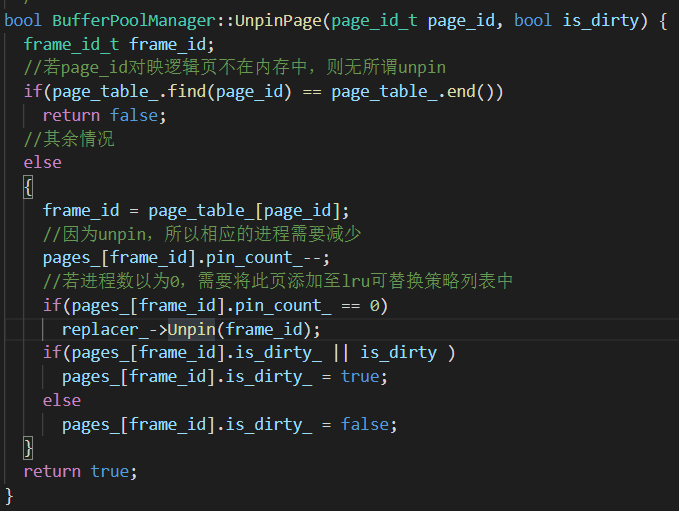 bool BufferPoolManager::UnpinPage(page_id_t page_id, bool is_dirty) {
  frame_id_t frame_id;
  //若page_id对映逻辑页不在内存中，则无所谓unpin
  if(page_table_.find(page_id) == page_table_.end())
    return false;
  //其余情况
  else
  {
    frame_id = page_table_[page_id];
    //因为unpin，所以相应的进程需要减少
    pages_[frame_id].pin_count_--;
    //若进程数以为0，需要将此页添加至lru可替换策略列表中
    if(pages_[frame_id].pin_count_ == 0)
      replacer_->Unpin(frame_id);
    if(pages_[frame_id].is_dirty_ || is_dirty )
      pages_[frame_id].is_dirty_ = true;
    else
      pages_[frame_id].is_dirty_ = false;
  }
  return true;
}